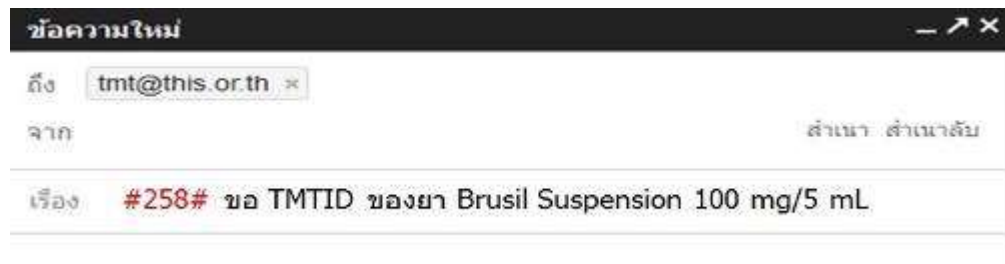 ข้อความใหม่
ถึง tmt@this.or.th ×
จาก สำเนา สำเนาลับ
เรื่อง #258# ขอ TMTID ของยา Brusil Suspension 100 mg/5 mL